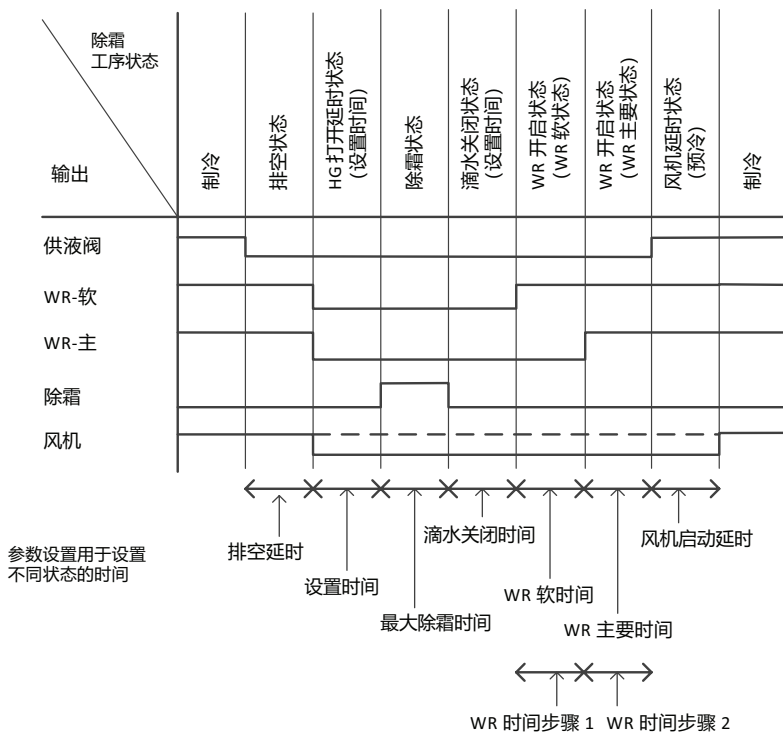 除霜
工序状态
输出
制冷
排空状态
HG 打开延时状态
(设置时间)
除霜状态
滴水关闭状态
(设置时间)
WR 开启状态
(WR 软状态)
WR 开启状态
(WR 主要状态)
风机延时状态
(预冷)
制冷
供液阀
WR-软
WR-主
除霜
风机
参数设置用于设置
不同状态的时间
排空延时
设置时间
最大除霜时间
滴水关闭时间
WR 软时间
WR 主要时间
风机启动延时
WR 时间步骤 1
WR 时间步骤 2